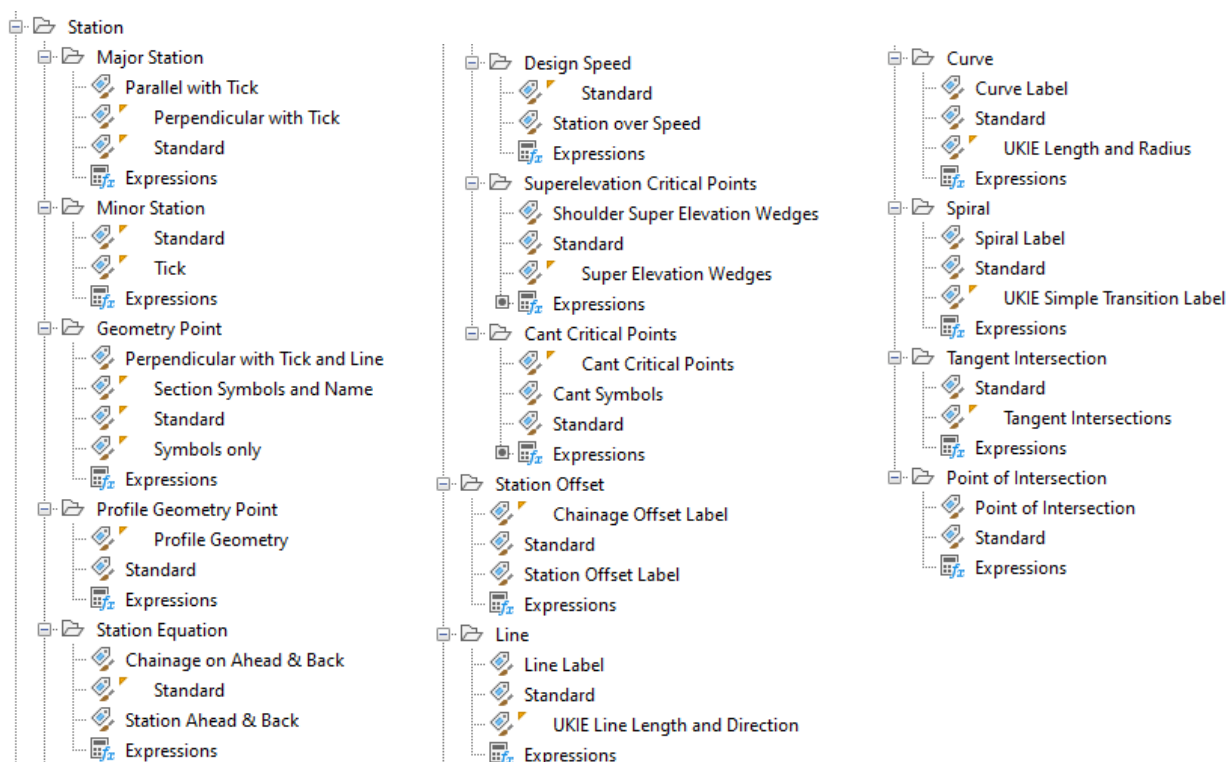 Station
Major Station
Parallel with Tick
Perpendicular with Tick
Standard
Expressions
Minor Station
Standard
Tick
Expressions
Geometry Point
Perpendicular with Tick and Line
Section Symbols and Name
Standard
Symbols only
Expressions
Profile Geometry Point
Profile Geometry
Standard
Expressions
Station Equation
Chainage on Ahead & Back
Standard
Station Ahead & Back
Expressions
Design Speed
Standard
Station over Speed
Expressions
Superelevation Critical Points
Shoulder Super Elevation Wedges
Standard
Super Elevation Wedges
Expressions
Cant Critical Points
Cant Critical Points
Cant Symbols
Standard
Expressions
Station Offset
Chainage Offset Label
Standard
Station Offset Label
Expressions
Line
Line Label
Standard
UKIE Line Length and Direction
Expressions
Curve
Curve Label
Standard
UKIE Length and Radius
Expressions
Spiral
Spiral Label
Standard
UKIE Simple Transition Label
Expressions
Tangent Intersection
Standard
Tangent Intersections
Expressions
Point of Intersection
Point of Intersection
Standard
Expressions